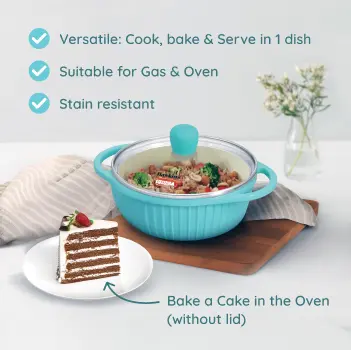 Versatile: Cook, bake & Serve in 1 dish
Suitable for Gas & Oven
Stain resistant
Bake a Cake in the Oven
(without lid)